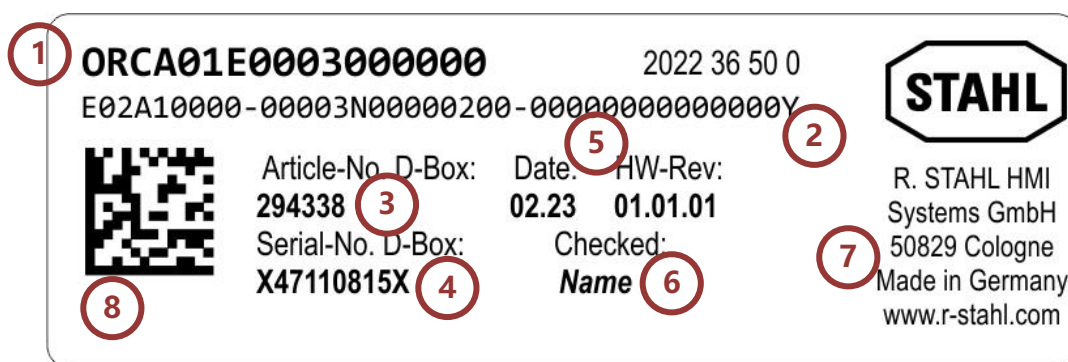 1
ORCA01E0003000000 2022 36 50 0
E02A10000-00003N00000200-00000000000000Y
2
STAHL
5
Article-No. D-Box: Date: HW-Rev:
294338 02.23 01.01.01
3
Serial-No. D-Box: Checked:
X47110815X Name
4
6
R. STAHL HMI
Systems GmbH
50829 Cologne
Made in Germany
www.r-stahl.com
7
8